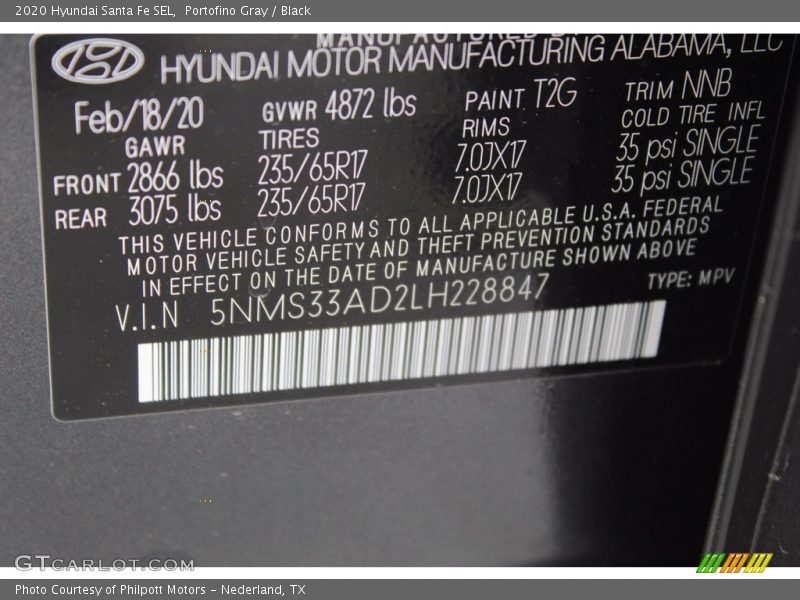 2020 Hyundai Santa Fe SEL,  Portofino Gray / Black
MANUFACTURED
HYUNDAI MOTOR MANUFACTURING ALABAMA, LLC
Feb/18/20 GVWR 4872 lbs PAINT T2G TRIM NNB
GAWR TIRES RIMS COLD TIRE INFL
FRONT 2866 lbs 235/65R17 7.0JX17 35 psi SINGLE
REAR 3075 lbs 235/65R17 7.0JX17 35 psi SINGLE
THIS VEHICLE CONFORMS TO ALL APPLICABLE U.S.A. FEDERAL
MOTOR VEHICLE SAFETY AND THEFT PREVENTION STANDARDS
IN EFFECT ON THE DATE OF MANUFACTURE SHOWN ABOVE
V.I.N 5NMS33AD2LH228847 TYPE: MPV
GTCARLOT.COM
Photo Courtesy of Philpott Motors - Nederland, TX